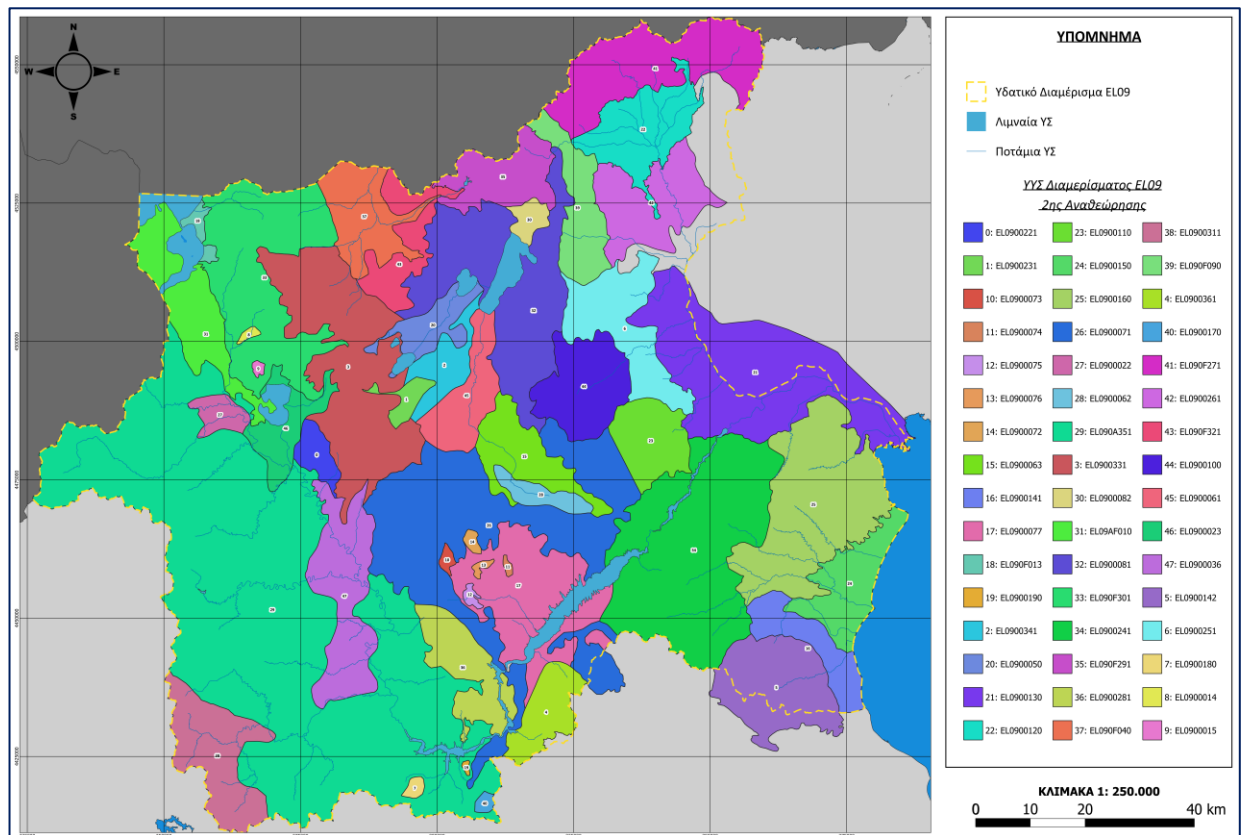 N
W E
S
ΥΠΟΜΝΗΜΑ
Υδατικό Διαμέρισμα EL09
Λιμναία ΥΣ
Ποτάμια ΥΣ
ΥΥΣ Διαμερίσματος EL09
2ης Αναθεώρησης
0: EL0900221 23: EL0900110 38: EL0900311
1: EL0900231 24: EL0900150 39: EL090F090
10: EL0900073 25: EL0900160 4: EL0900361
11: EL0900074 26: EL0900071 40: EL0900170
12: EL0900075 27: EL0900022 41: EL090F271
13: EL0900076 28: EL0900062 42: EL0900261
14: EL0900072 29: EL090A351 43: EL090F321
15: EL0900063 3: EL0900331 44: EL0900100
16: EL0900141 30: EL0900082 45: EL0900061
17: EL0900077 31: EL09AF010 46: EL0900023
18: EL090F013 32: EL0900081 47: EL0900036
19: EL0900190 33: EL090F301 5: EL0900142
2: EL0900341 34: EL0900241 6: EL0900251
20: EL0900050 35: EL090F291 7: EL0900180
21: EL0900130 36: EL0900281 8: EL0900014
22: EL0900120 37: EL090F040 9: EL0900015
ΚΛΙΜΑΚΑ 1: 250.000
0 10 20 40 km